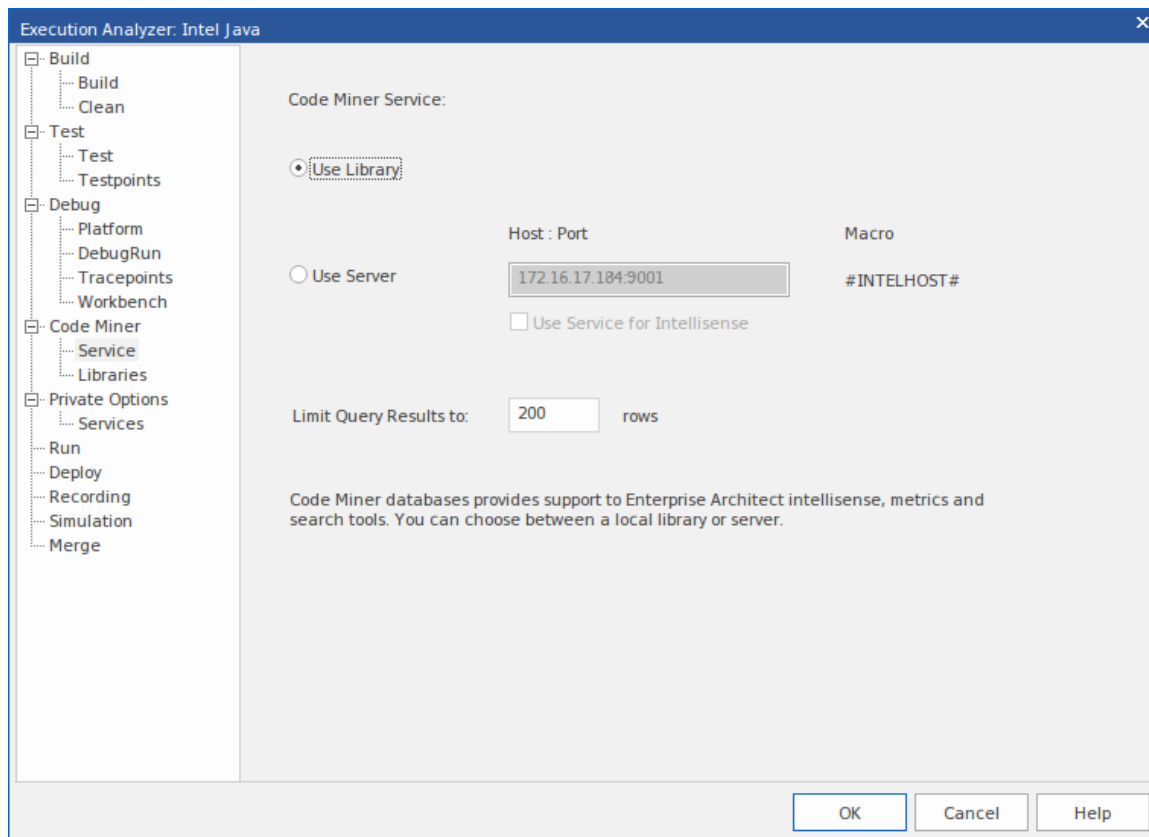 Execution Analyzer: Intel Java
Build
Build
Clean
Test
Test
Testpoints
Debug
Platform
DebugRun
Tracepoints
Workbench
Code Miner
Service
Libraries
Private Options
Services
Run
Deploy
Recording
Simulation
Merge
Code Miner Service:
Use Library
Host : Port
Macro
Use Server
172.16.17.184:9001
#INTELHOST#
Use Service for Intellisense
Limit Query Results to:
200
rows
Code Miner databases provides support to Enterprise Architect intellisense, metrics and
search tools. You can choose between a local library or server.
OK
Cancel
Help